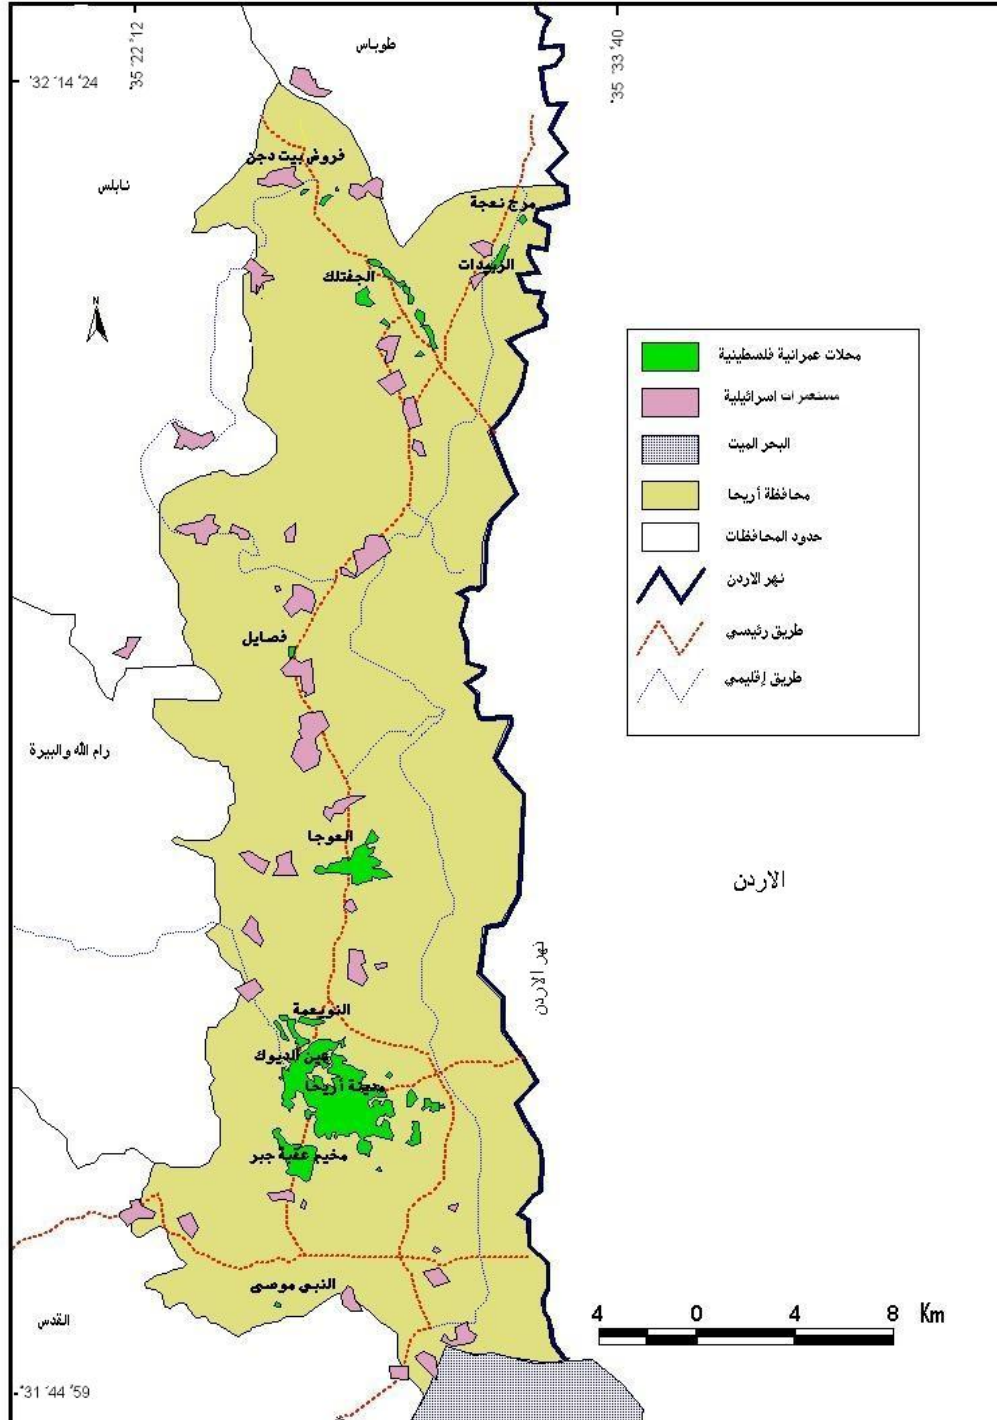 35 °22 '12
35 °33 '40
طوباس
°32 '14 '24
فروش بيت دجن
نابلس
مرج نعجة
الزبيدات
الجفتلك
N
محلات عمرانية فلسطينية
مستعمرات اسرائيلية
البحر الميت
محافظة أريحا
حدود المحافظات
نهر الاردن
طريق رئيسي
طريق إقليمي
فصايل
رام الله والبيرة
العوجا
الاردن
نهر الاردن
النويعمة
عين الديوك
مدينة أريحا
مخيم عقبة جبر
النبي موسى
القدس
4 0 4 8 Km
°31 '44 °59